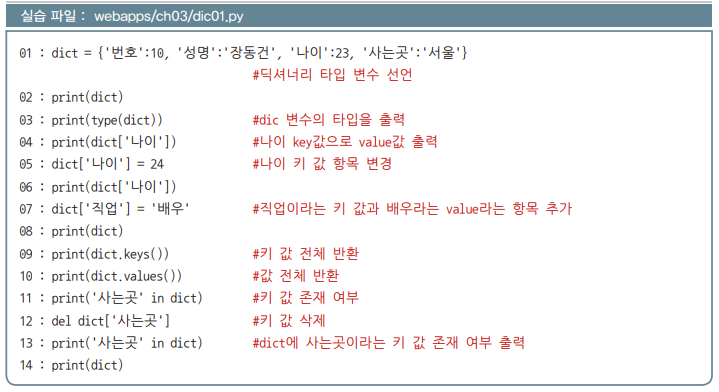 실습 파일 : webapps/ch03/dic01.py
01 : dict = {'번호':10, '성명':'장동건', '나이':23, '사는곳':'서울'}
#딕셔너리 타입 변수 선언
02 : print(dict)
03 : print(type(dict)) #dic 변수의 타입을 출력
04 : print(dict['나이']) #나이 key값으로 value값 출력
05 : dict['나이'] = 24 #나이 키 값 항목 변경
06 : print(dict['나이'])
07 : dict['직업'] = '배우' #직업이라는 키 값과 배우라는 value라는 항목 추가
08 : print(dict)
09 : print(dict.keys()) #키 값 전체 반환
10 : print(dict.values()) #값 전체 반환
11 : print('사는곳' in dict) #키 값 존재 여부
12 : del dict['사는곳'] #키 값 삭제
13 : print('사는곳' in dict) #dict에 사는곳이라는 키 값 존재 여부 출력
14 : print(dict)